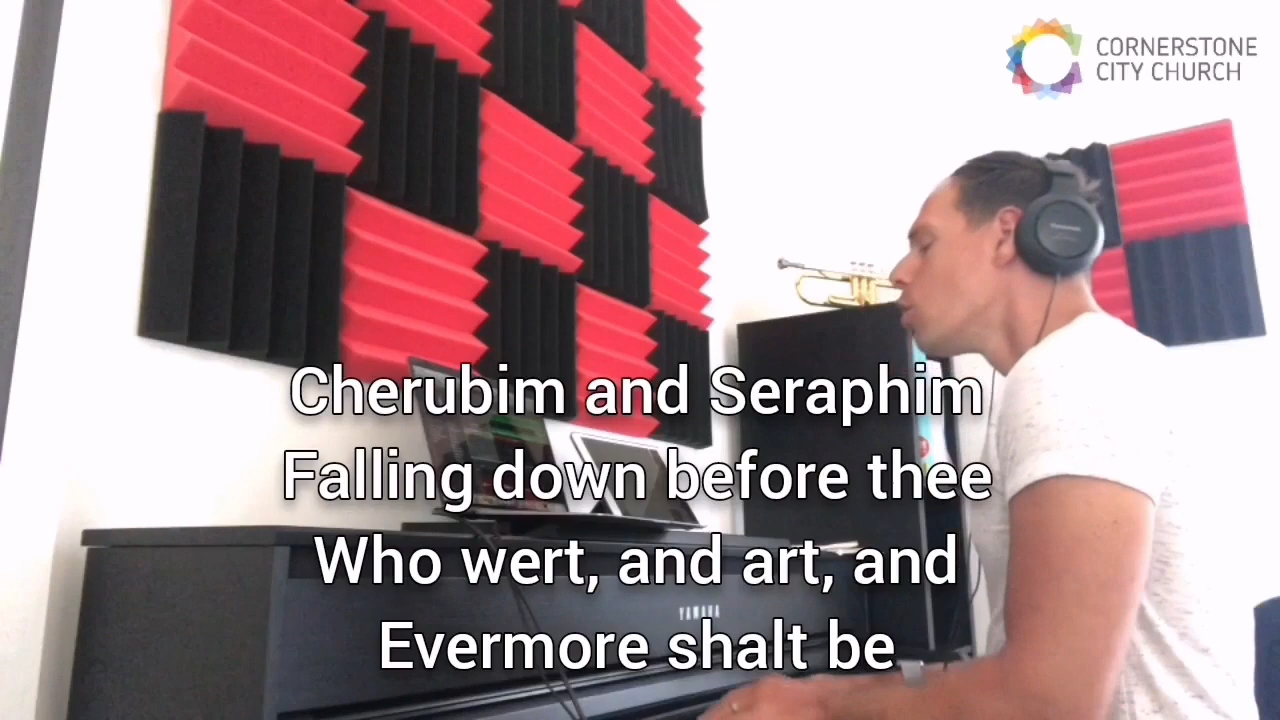 CORNERSTONE
CITY CHURCH
Cherubim and Seraphim
Falling down before thee
Who wert, and art, and
YAMAHA
Evermore shalt be